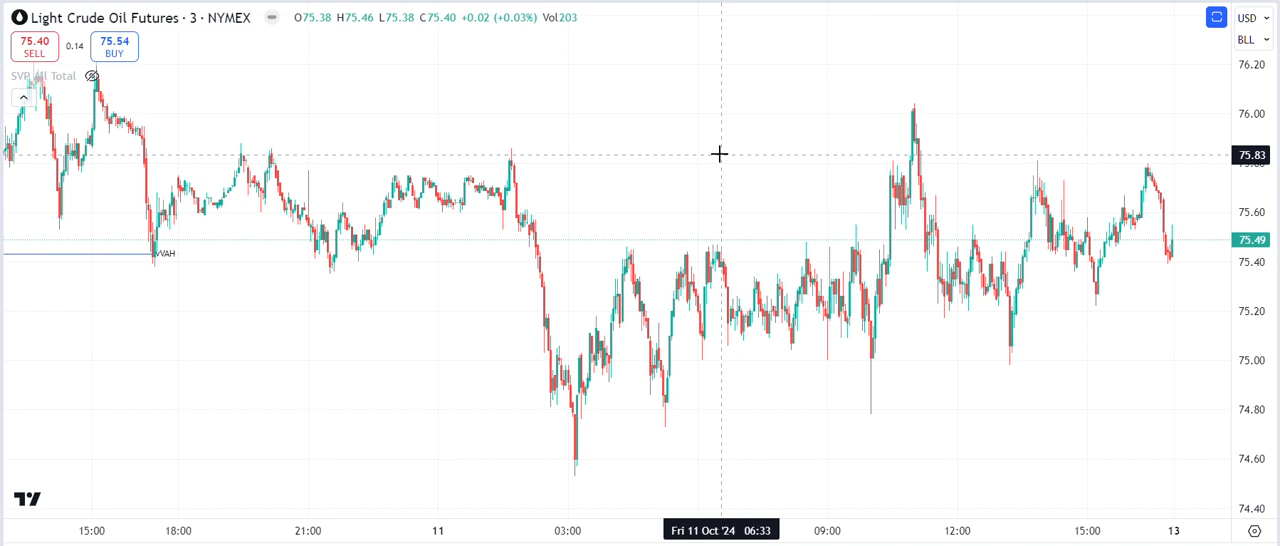 Light Crude Oil Futures · 3 · NYMEX O75.38 H75.46 L75.38 C75.40 +0.02 (+0.03%) Vol203
USD
75.40 SELL
0.14
75.54 BUY
BLL
SVP All Total
76.20
76.00
75.83
75.80
75.60
75.49
VAH
75.40
75.20
75.00
74.80
74.60
74.40
15:00 18:00 21:00 11 03:00 Fri 11 Oct '24 06:33 09:00 12:00 15:00 13